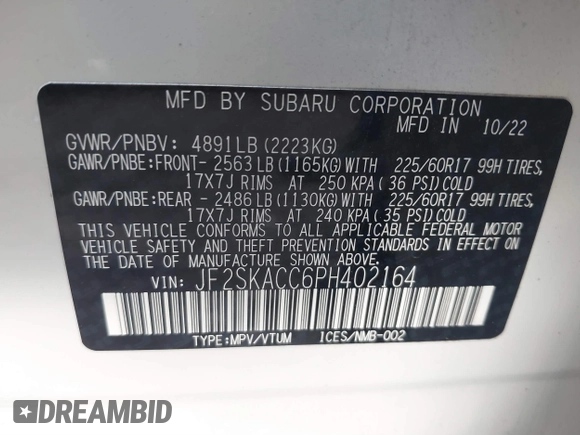 MFD BY SUBARU CORPORATION
MFD IN 10/22
GVWR/PNBV: 4891LB (2223KG)
GAWR/PNBE:FRONT- 2563LB(1165KG)WITH 225/60R17 99H TIRES,
17X7J RIMS AT 250 KPA( 36 PSI)COLD
GAWR/PNBE:REAR - 2486LB(1130KG)WITH 225/60R17 99H TIRES,
17X7J RIMS AT 240 KPA( 35 PSI)COLD
THIS VEHICLE CONFORMS TO ALL APPLICABLE FEDERAL MOTOR
VEHICLE SAFETY AND THEFT PREVENTION STANDARDS IN EFFECT ON
THE DATE OF MANUFACTURE SHOWN ABOVE.
VIN: JF2SKACC6PH402164
TYPE:MPV/VTUM ICES/NMB-002
DREAMBID